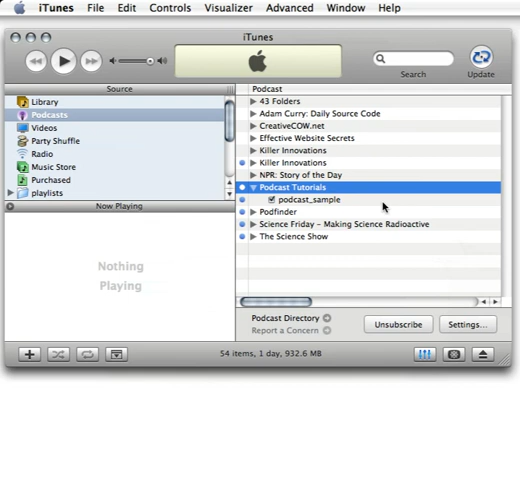 iTunes File Edit Controls Visualizer Advanced Window Help
iTunes
Search
Update
Source
Library
Podcasts
Videos
Party Shuffle
Radio
Music Store
Purchased
playlists
Now Playing
Nothing
Playing
Podcast
43 Folders
Adam Curry: Daily Source Code
CreativeCOW.net
Effective Website Secrets
Killer Innovations
Killer Innovations
NPR: Story of the Day
Podcast Tutorials
podcast_sample
Podfinder
Science Friday – Making Science Radioactive
The Science Show
Podcast Directory
Report a Concern
Unsubscribe
Settings...
54 items, 1 day, 932.6 MB